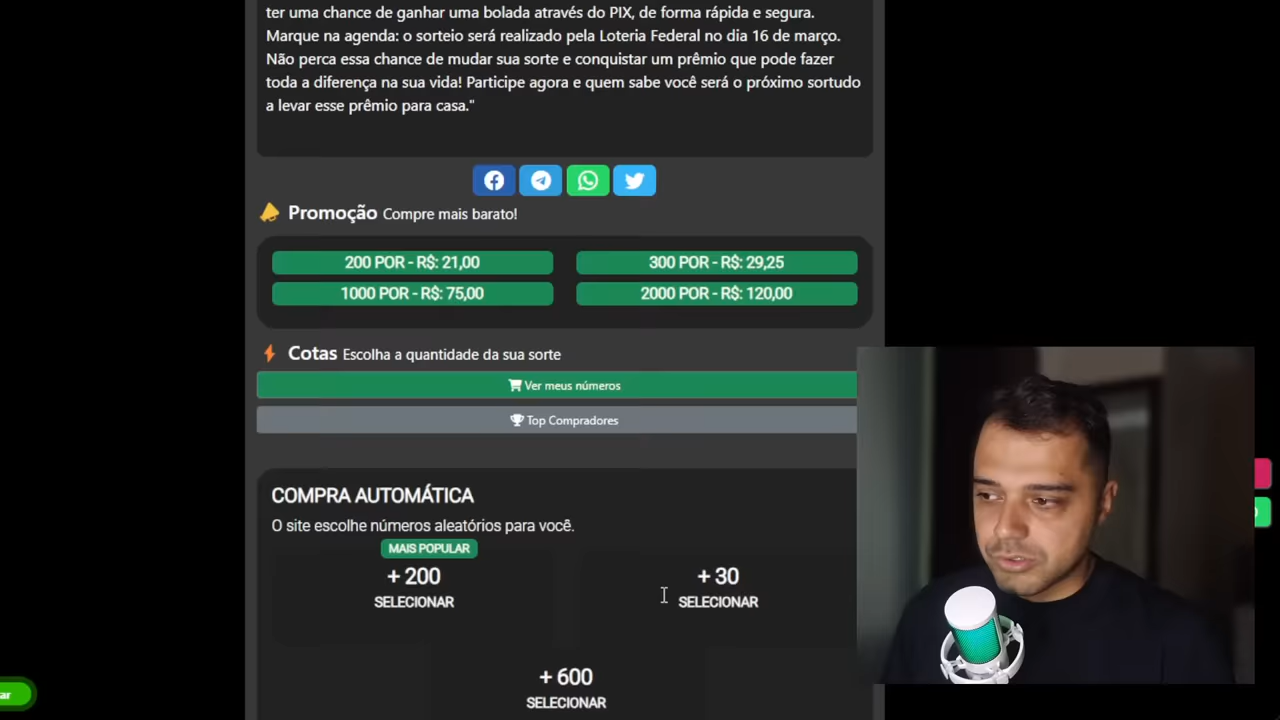 ter uma chance de ganhar uma bolada através do PIX, de forma rápida e segura.
Marque na agenda: o sorteio será realizado pela Loteria Federal no dia 16 de março.
Não perca essa chance de mudar sua sorte e conquistar um prêmio que pode fazer
toda a diferença na sua vida! Participe agora e quem sabe você será o próximo sortudo
a levar esse prêmio para casa."
Promoção Compre mais barato!
200 POR - R$: 21,00
300 POR - R$: 29,25
1000 POR - R$: 75,00
2000 POR - R$: 120,00
Cotas Escolha a quantidade da sua sorte
Ver meus números
Top Compradores
COMPRA AUTOMÁTICA
O site escolhe números aleatórios para você.
MAIS POPULAR
+ 200
SELECIONAR
+ 30
SELECIONAR
+ 600
SELECIONAR